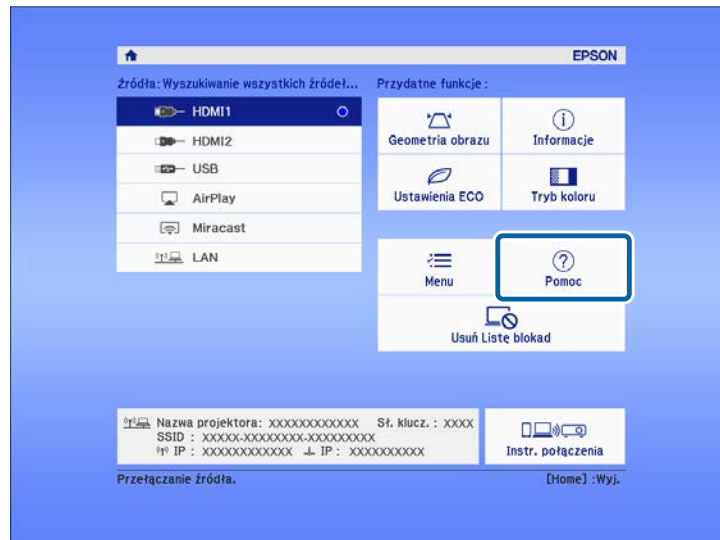 EPSON
źródła: Wyszukiwanie wszystkich źródeł...
HDMI1
HDMI2
USB
AirPlay
Miracast
LAN
Przydatne funkcje:
Geometria obrazu
Informacje
Ustawienia ECO
Tryb koloru
Menu
Pomoc
Usuń Listę blokad
Nazwa projektora: XXXXXXXXXXXX Sł. klucz. : XXXX
SSID : XXXXX-XXXXXXXX-XXXXXXXXX
IP : XXXXXXXXXXXX IP : XXXXXXXXXX
Instr. połączenia
Przełączanie źródła.
[Home] :Wyj.